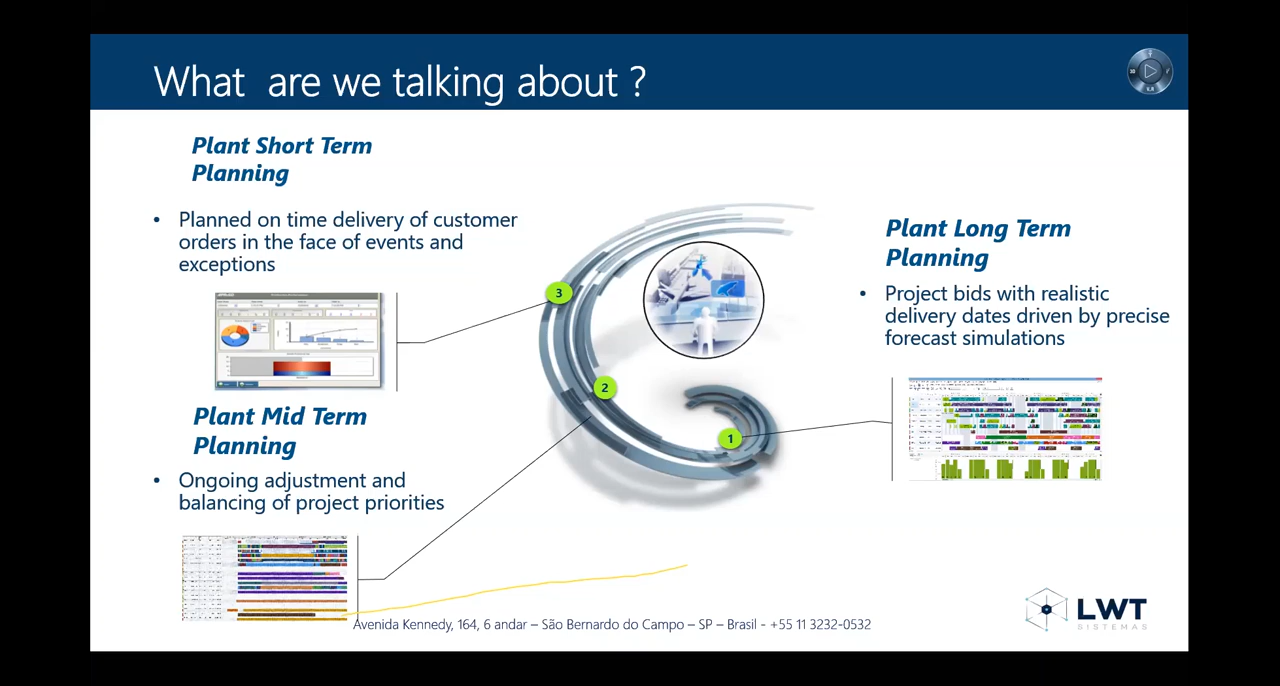 What  are we talking about ?
Plant Short Term
Planning
• Planned on time delivery of customer
orders in the face of events and
exceptions
3
Plant Mid Term
Planning
• Ongoing adjustment and
balancing of project priorities
2
Plant Long Term
Planning
• Project bids with realistic
delivery dates driven by precise
forecast simulations
1
Avenida Kennedy, 164, 6 andar – São Bernardo do Campo – SP – Brasil - +55 11 3232-0532
LWT
SISTEMAS